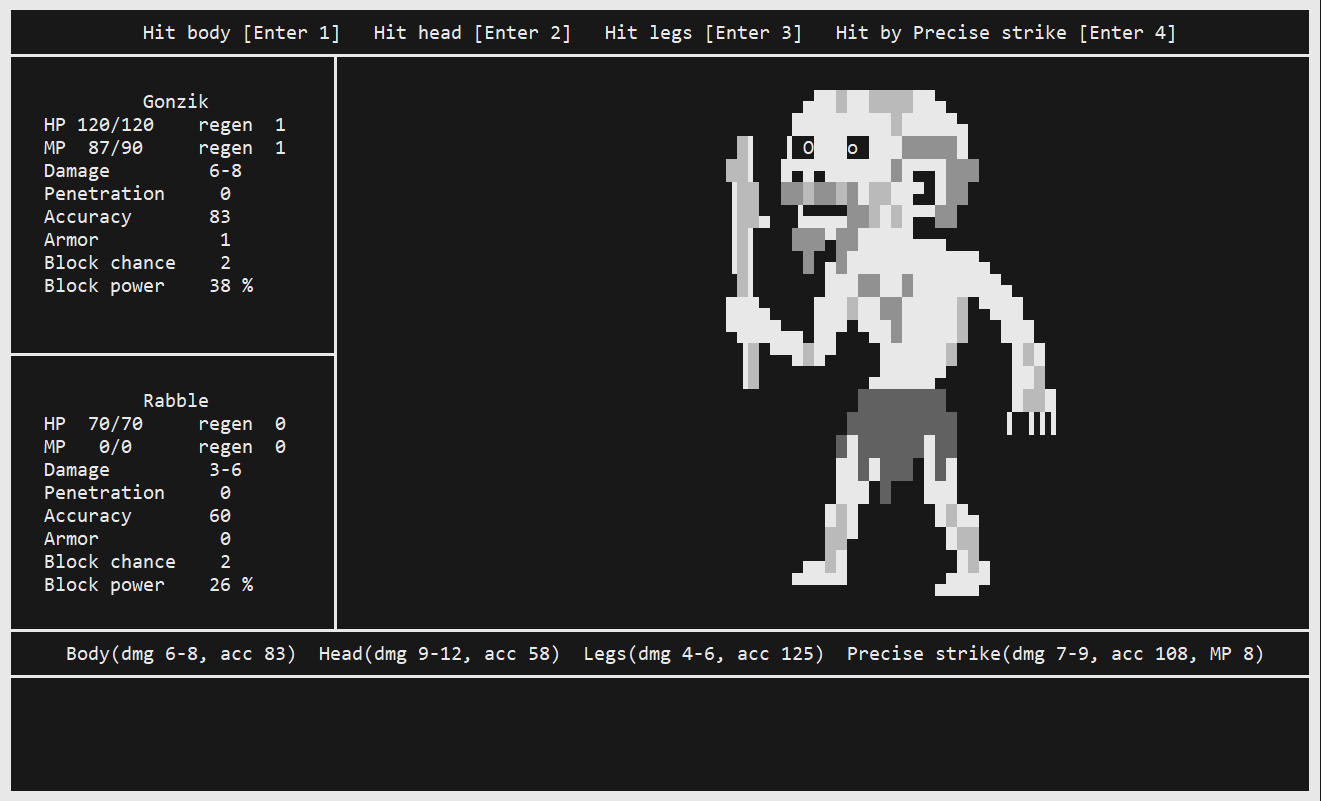 Hit body [Enter 1]   Hit head [Enter 2]   Hit legs [Enter 3]   Hit by Precise strike [Enter 4]
Gonzik
HP 120/120    regen  1
MP  87/90     regen  1
Damage         6-8
Penetration     0
Accuracy       83
Armor           1
Block chance    2
Block power    38 %
O   o
Rabble
HP  70/70     regen  0
MP   0/0      regen  0
Damage         3-6
Penetration     0
Accuracy       60
Armor           0
Block chance    2
Block power    26 %
Body(dmg 6-8, acc 83)  Head(dmg 9-12, acc 58)  Legs(dmg 4-6, acc 125)  Precise strike(dmg 7-9, acc 108, MP 8)